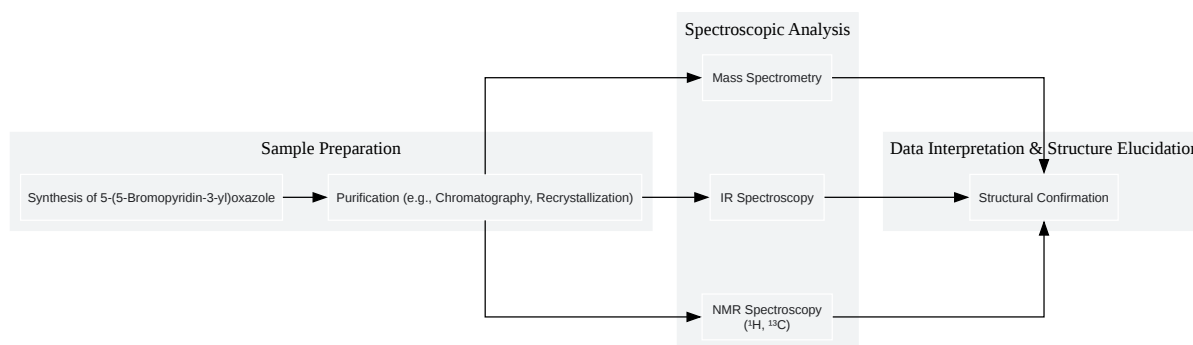 Spectroscopic Analysis
Mass Spectrometry
Sample Preparation
Data Interpretation & Structure Elucidation
Synthesis of 5-(5-Bromopyridin-3-yl)oxazole
Purification (e.g., Chromatography, Recrystallization)
IR Spectroscopy
Structural Confirmation
NMR Spectroscopy
(¹H, ¹³C)